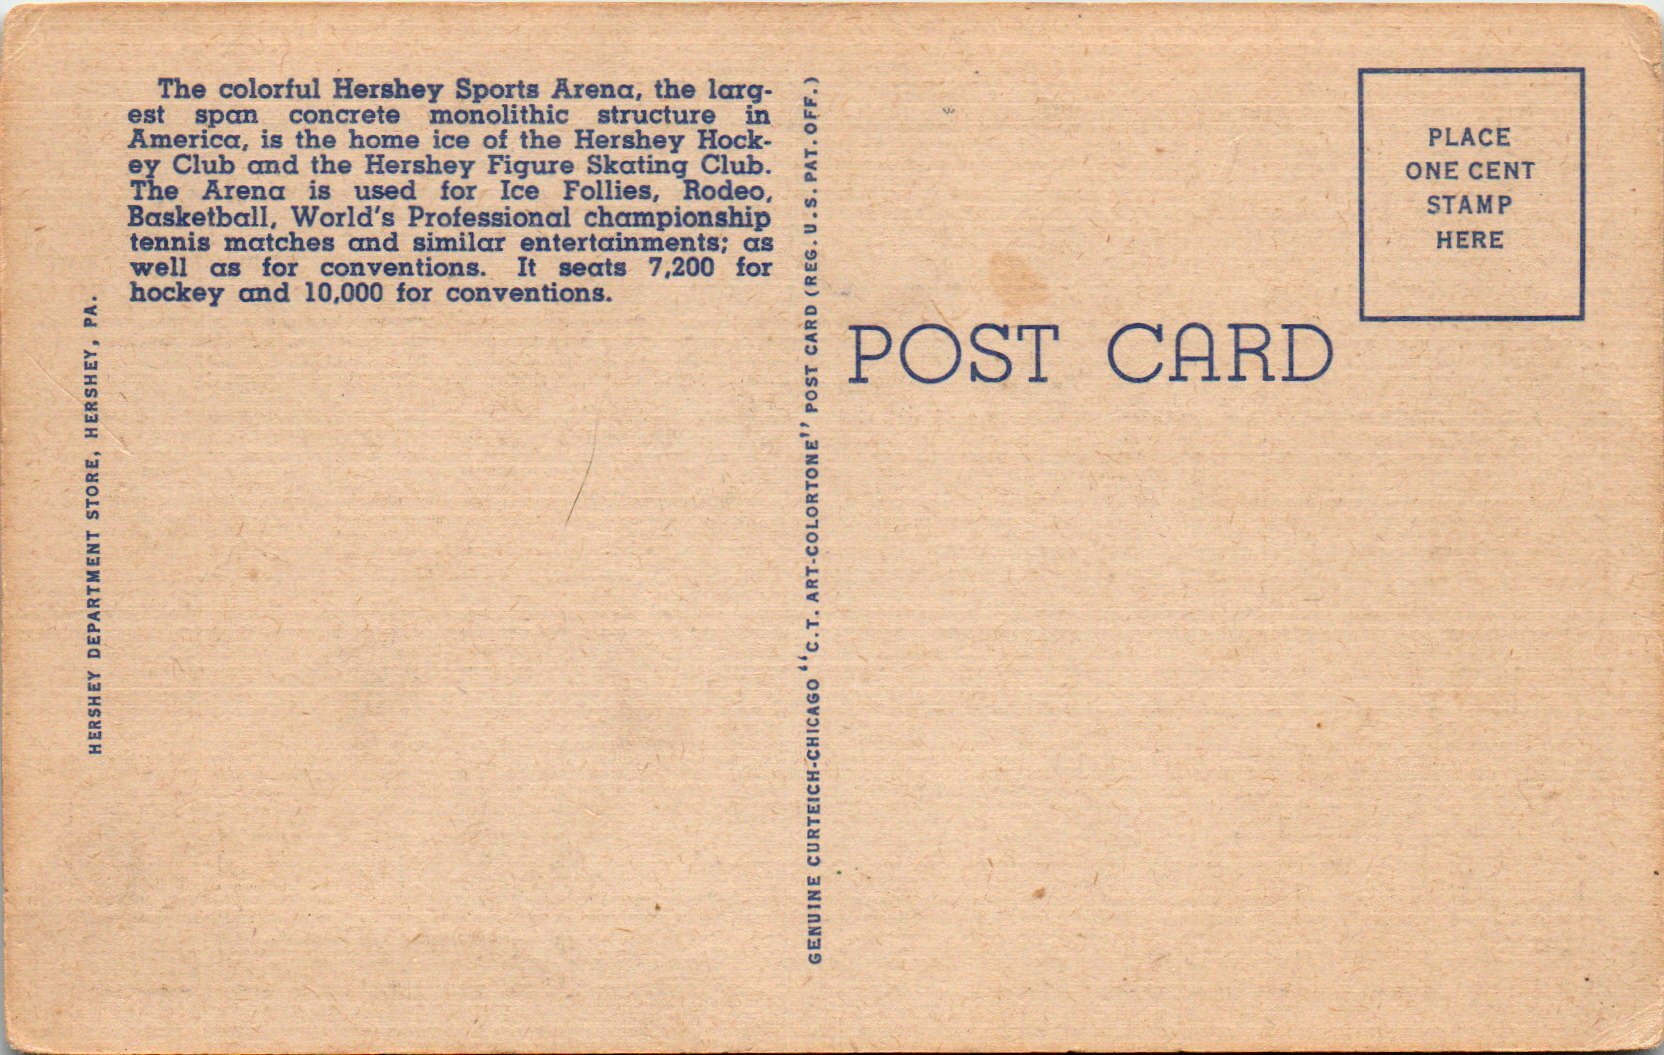 The colorful Hershey Sports Arena, the larg-
est span concrete monolithic structure in
America, is the home ice of the Hershey Hock-
ey Club and the Hershey Figure Skating Club.
The Arena is used for Ice Follies, Rodeo,
Basketball, World's Professional championship
tennis matches and similar entertainments; as
well as for conventions. It seats 7,200 for
hockey and 10,000 for conventions.
HERSHEY DEPARTMENT STORE, HERSHEY, PA.
GENUINE CURTEICH-CHICAGO "C.T. ART-COLORTONE" POST CARD (REG. U.S. PAT. OFF.)
POST CARD
PLACE
ONE CENT
STAMP
HERE